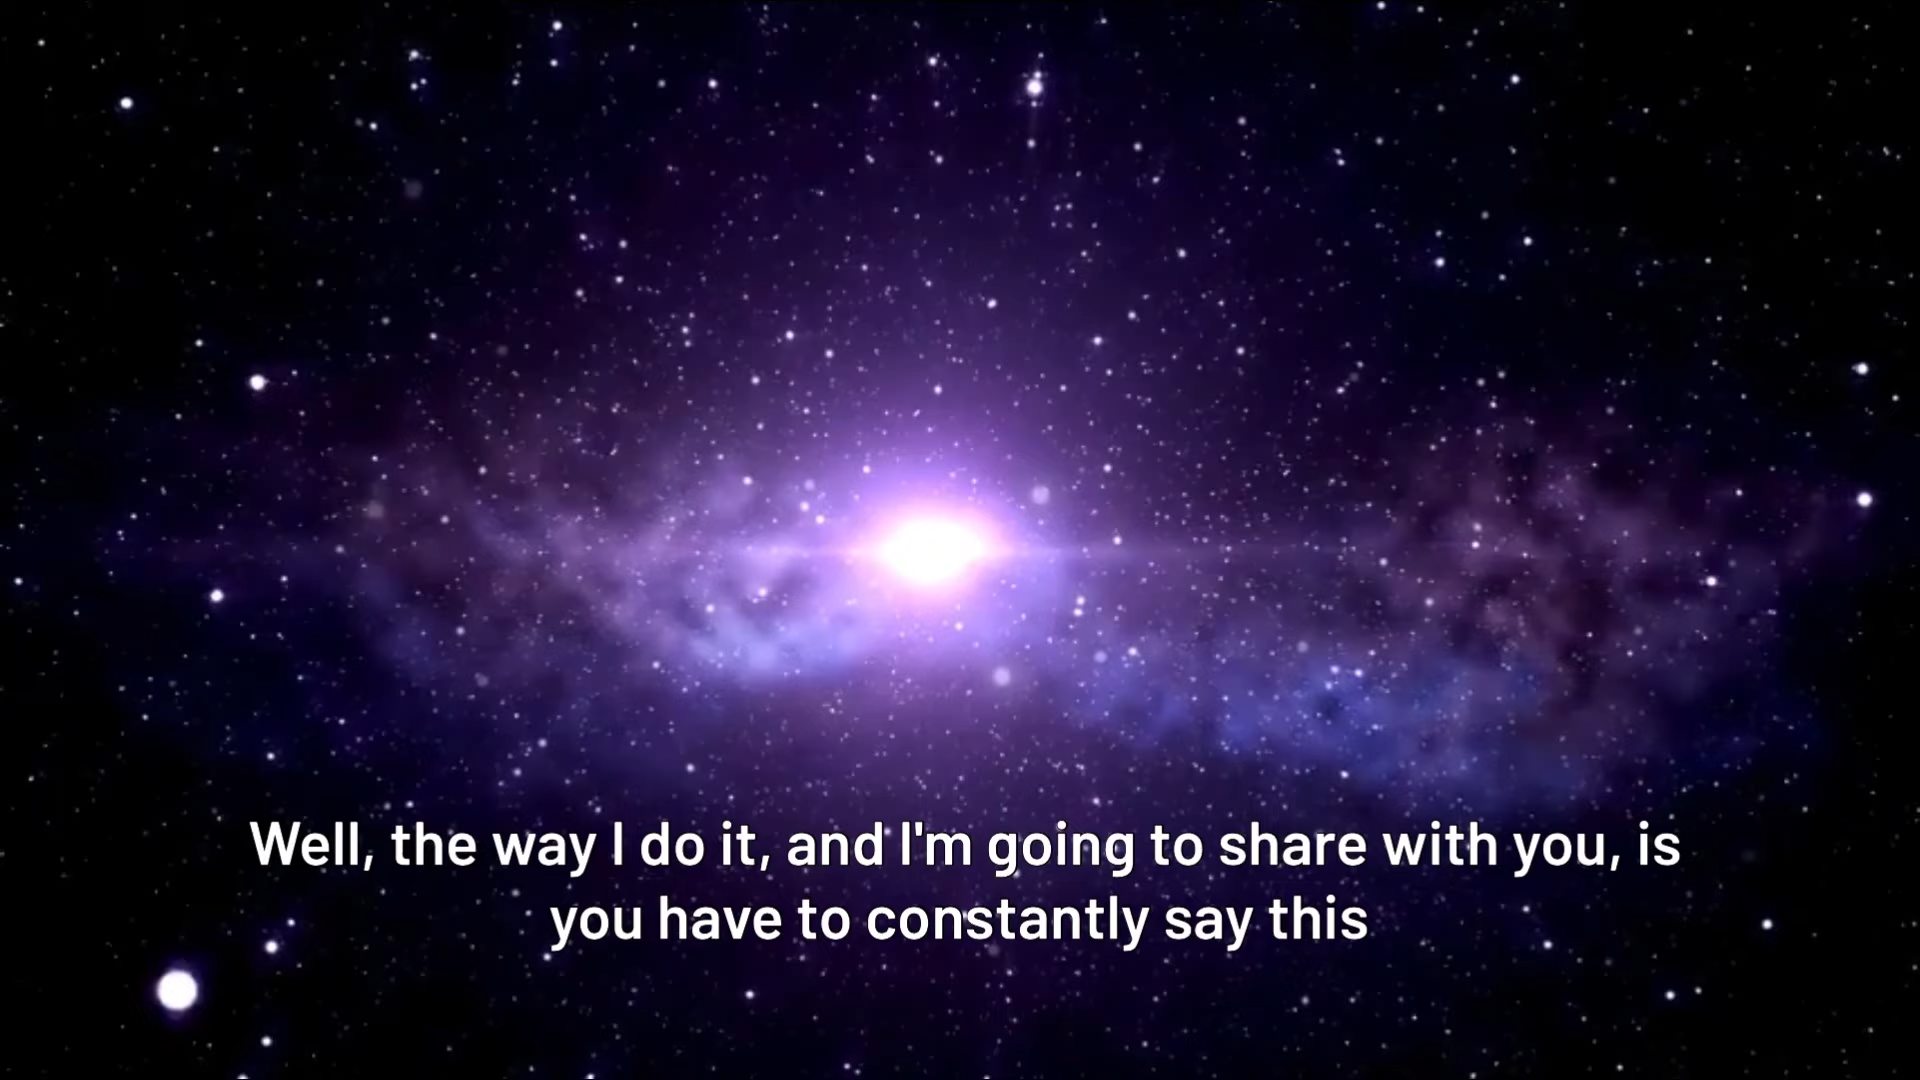 Well, the way I do it, and I'm going to share with you, is
you have to constantly say this